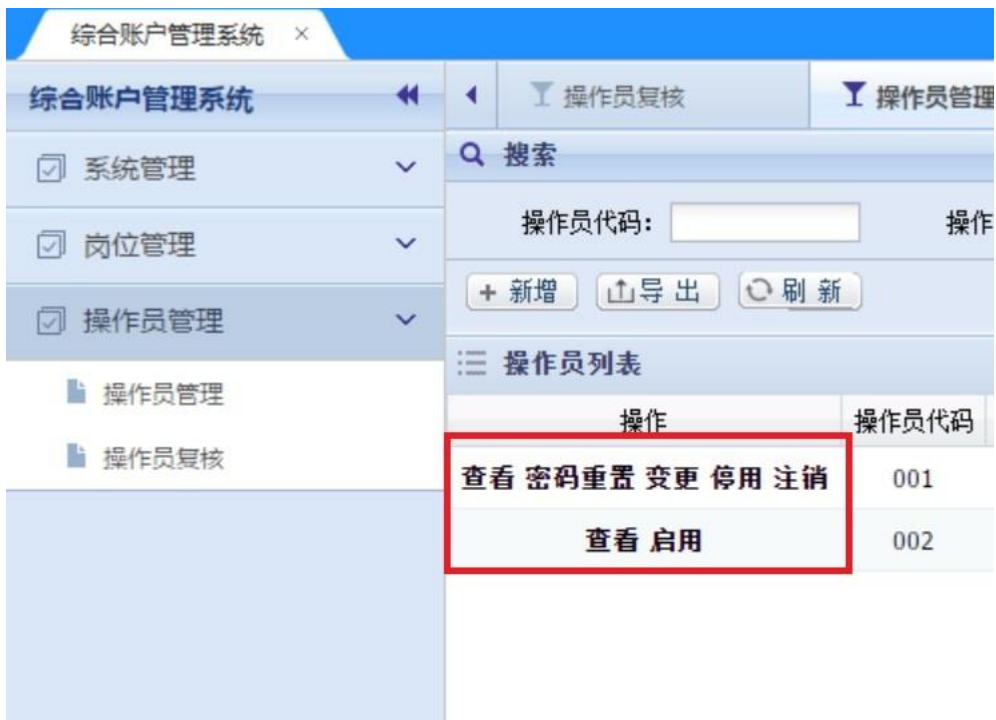 综合账户管理系统 ×
综合账户管理系统
操作员复核
操作员管理
系统管理
搜索
操作员代码：
操作
岗位管理
+ 新增
导 出
刷 新
操作员管理
操作员列表
操作员管理
操作
操作员代码
操作员复核
查看 密码重置 变更 停用 注销
001
查看 启用
002